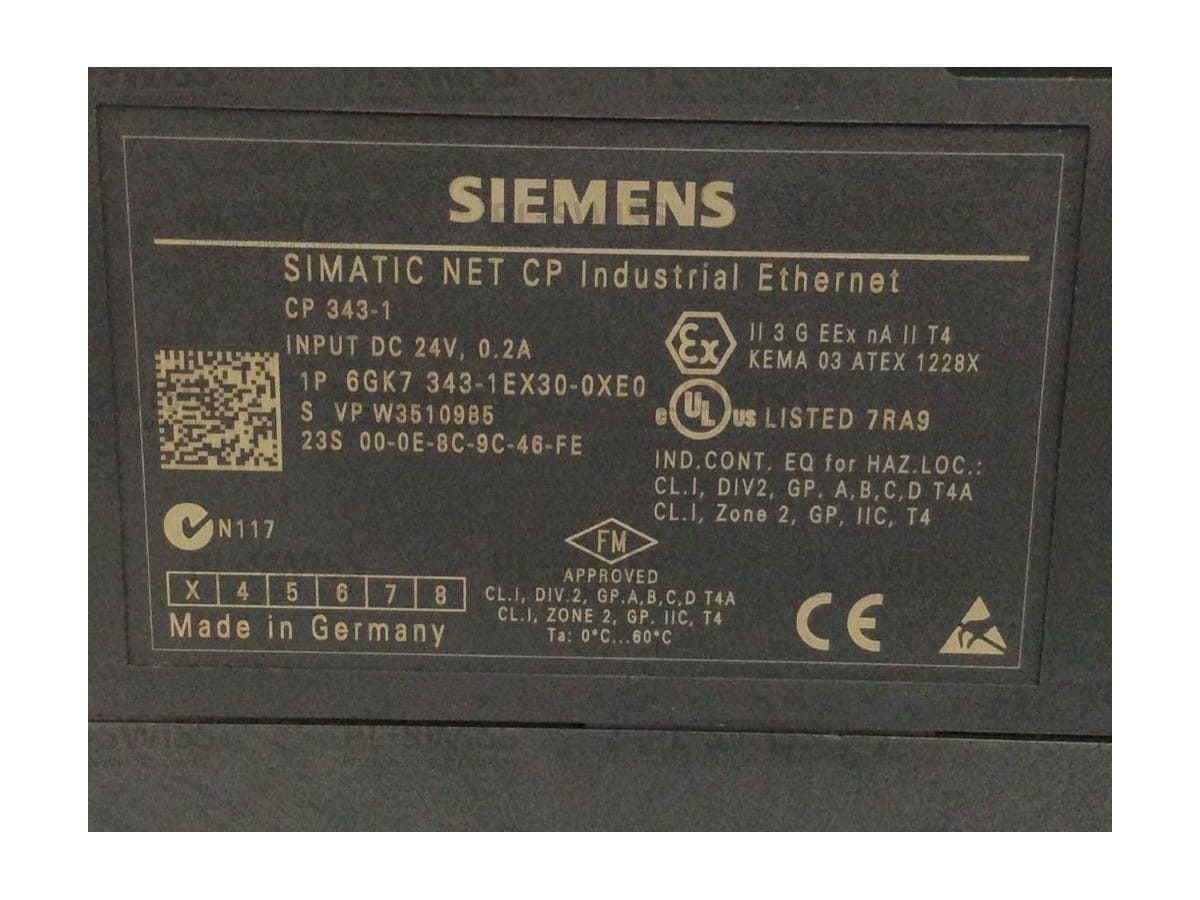 SIEMENS
SIMATIC NET CP Industrial Ethernet
CP 343-1
INPUT DC 24V, 0.2A
1P 6GK7 343-1EX30-0XE0
S VP W3510985
23S 00-0E-8C-9C-46-FE
Ex
II 3 G EEx nA II T4
KEMA 03 ATEX 1228X
c UL us LISTED 7RA9
IND.CONT. EQ for HAZ.LOC.:
CL.I, DIV2, GP. A,B,C,D T4A
CL.I, Zone 2, GP, IIC, T4
N117
FM
APPROVED
CL.I, DIV.2, GP.A,B,C,D T4A
CL.I, ZONE 2, GP. IIC, T4
Ta: 0°C...60°C
X 4 5 6 7 8
Made in Germany
CE